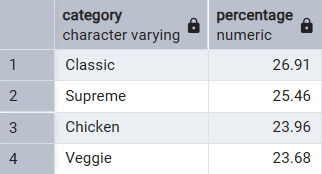 category percentage
character varying numeric
1 Classic 26.91
2 Supreme 25.46
3 Chicken 23.96
4 Veggie 23.68